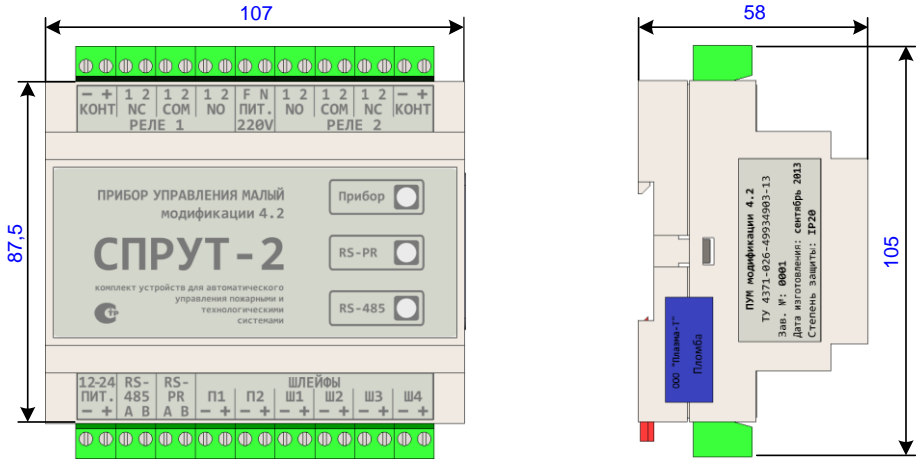 107
58
87,5
105
− + 1 2 1 2 1 2 F N 1 2 1 2 1 2 − +
КОНТ NC COM NO ПИТ. NO COM NC КОНТ
РЕЛЕ 1 220V РЕЛЕ 2
ПРИБОР УПРАВЛЕНИЯ МАЛЫЙ
модификации 4.2
СПРУТ-2
комплект устройств для автоматического
управления пожарными и
технологическими
системами
СТР
Прибор
RS-PR
RS-485
12-24 RS- RS- ШЛЕЙФЫ
ПИТ. 485 PR П1 П2 Ш1 Ш2 Ш3 Ш4
− + A B A B − + − + − + − + − + − +
ООО "Плазма-Т"
Пломба
ПУМ модификации 4.2
ТУ 4371-026-49934903-13
Зав. №: 0001
Дата изготовления: сентябрь 2013
Степень защиты: IP20